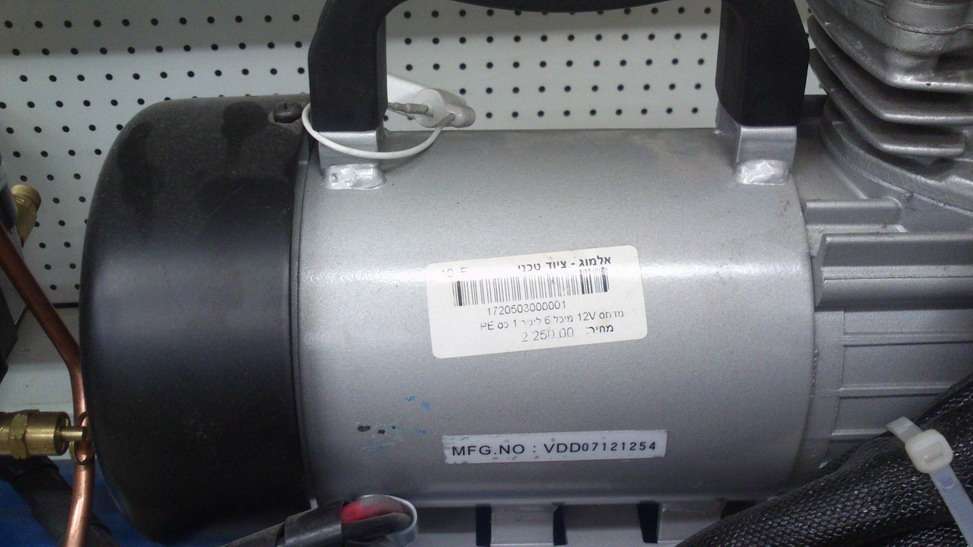 אלמוג - ציוד טכני
1720503000001
מדחס 12V מיכל 6 ליטר 1 כס PE
מחיר: 2,250.00
MFG.NO : VDD07121254